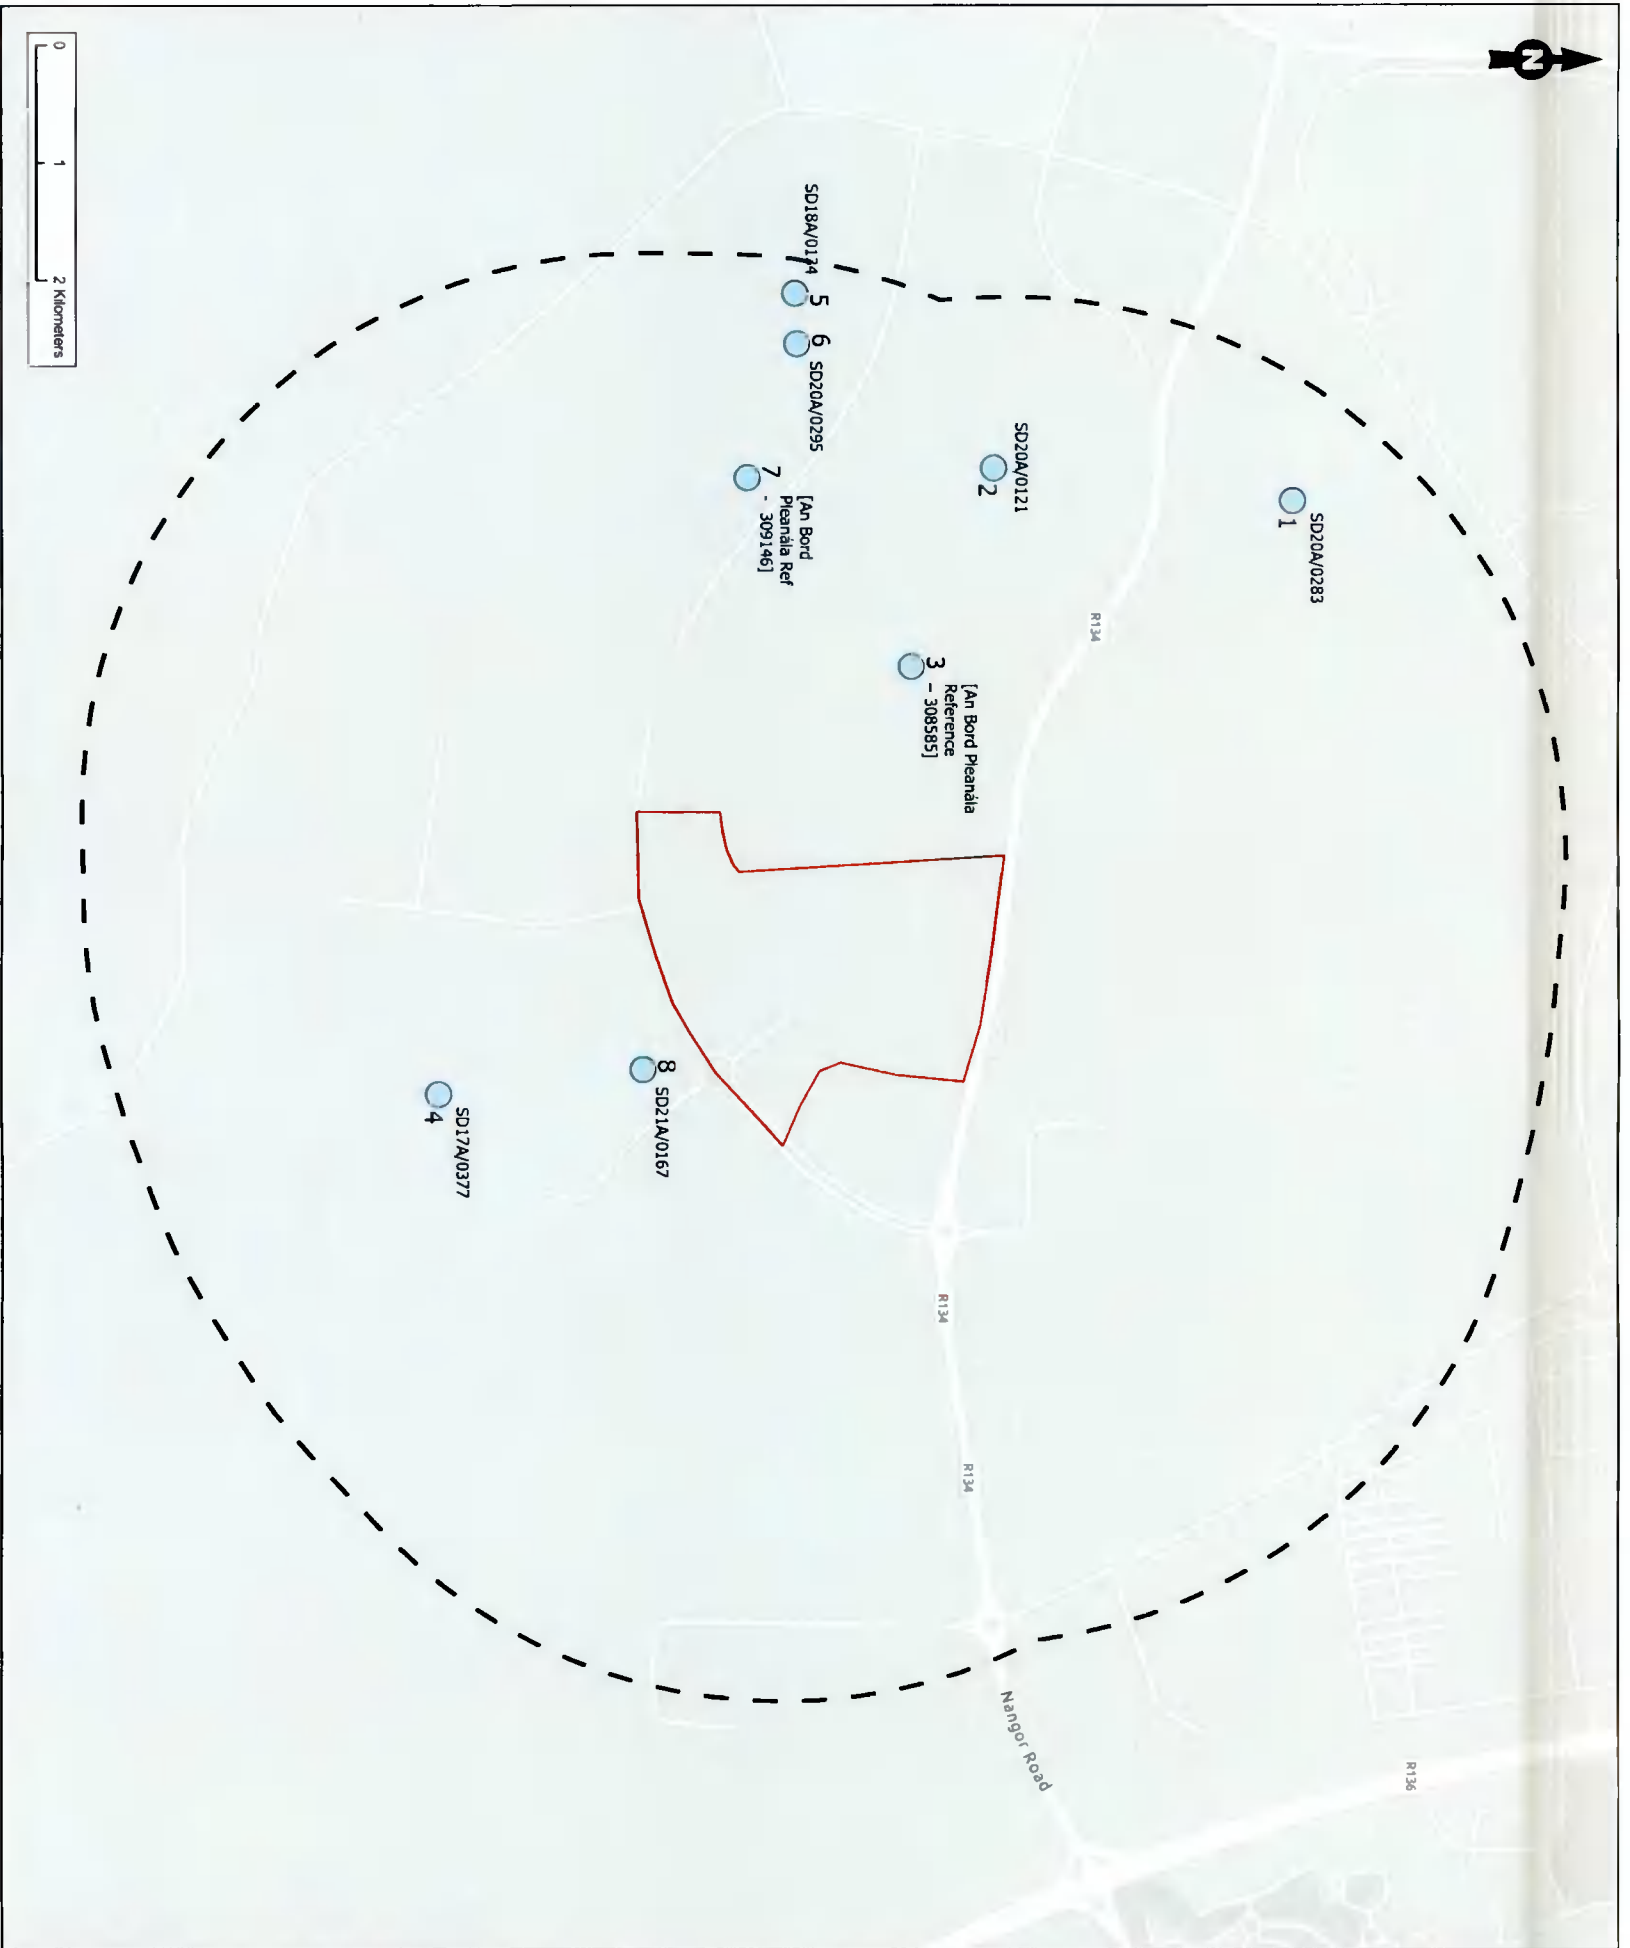 N
SD20A/0283
1
SD20A/0121
2
R134
[An Bord Pleanála
Reference
3 - 308585]
SD18A/0134
5
6
SD20A/0295
[An Bord
Pleanála Ref
7 - 309146]
8
SD21A/0167
SD17A/0377
4
R134
R134
Nangor Road
R136
0 1 2 Kilometers